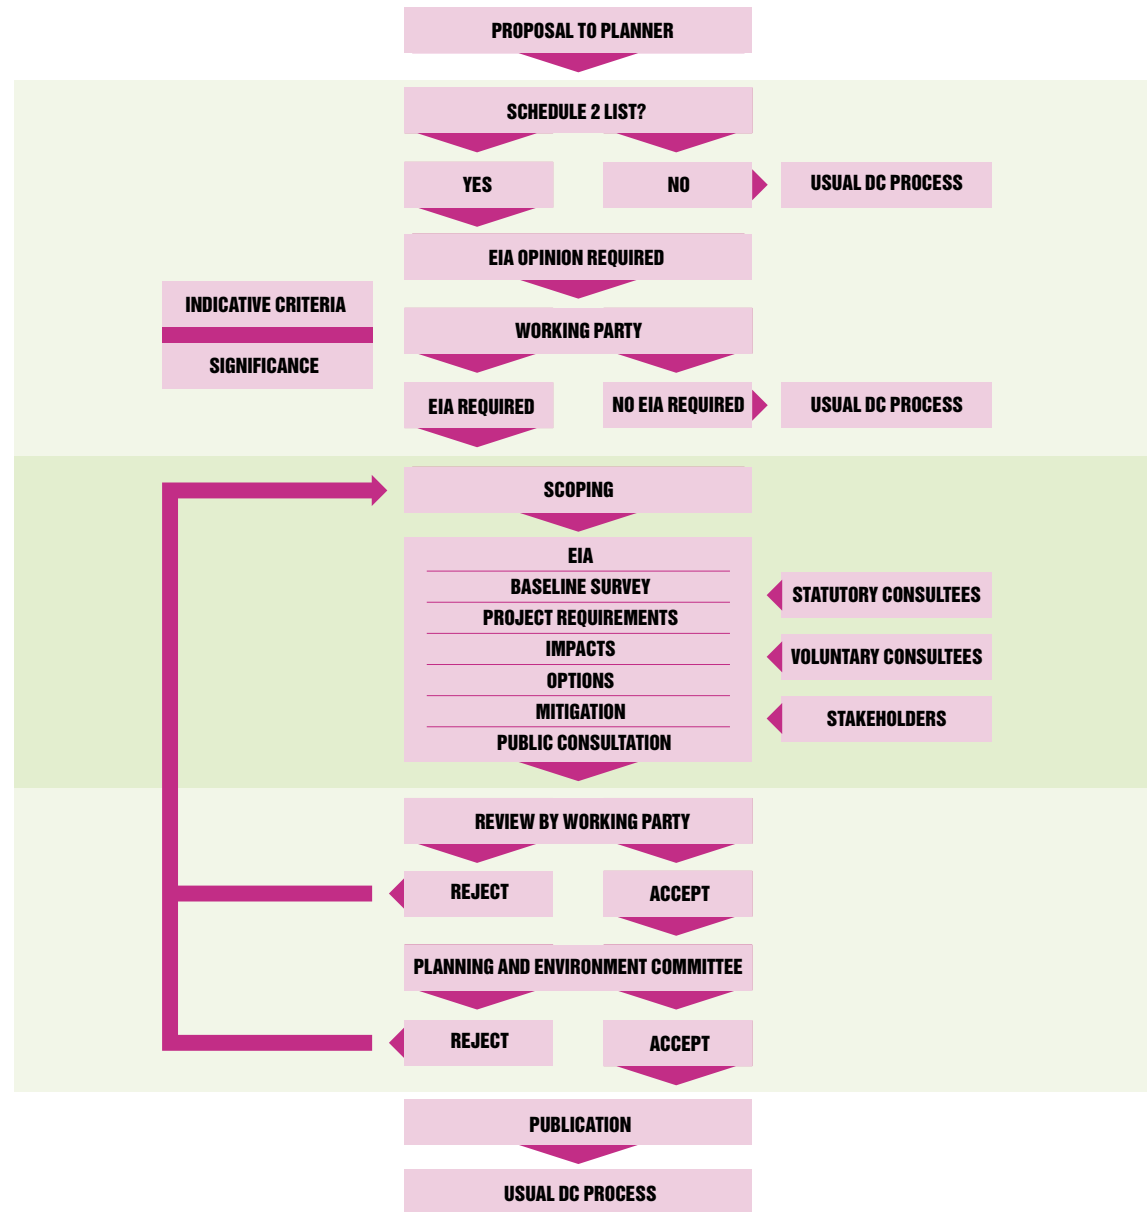 PROPOSAL TO PLANNER
SCHEDULE 2 LIST?
YES
NO
USUAL DC PROCESS
EIA OPINION REQUIRED
INDICATIVE CRITERIA
SIGNIFICANCE
WORKING PARTY
EIA REQUIRED
NO EIA REQUIRED
USUAL DC PROCESS
SCOPING
EIA
BASELINE SURVEY
PROJECT REQUIREMENTS
IMPACTS
OPTIONS
MITIGATION
PUBLIC CONSULTATION
STATUTORY CONSULTEES
VOLUNTARY CONSULTEES
STAKEHOLDERS
REVIEW BY WORKING PARTY
REJECT
ACCEPT
PLANNING AND ENVIRONMENT COMMITTEE
REJECT
ACCEPT
PUBLICATION
USUAL DC PROCESS